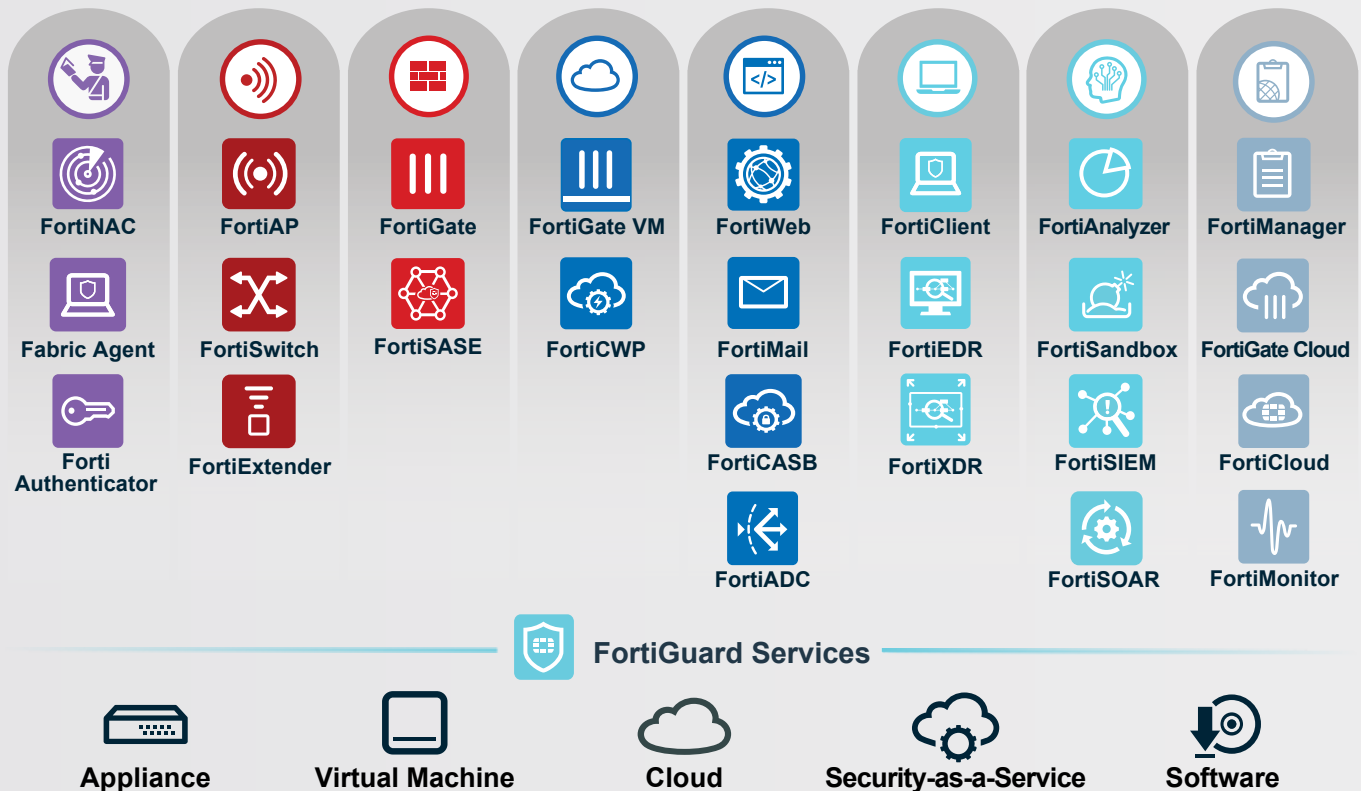 FortiNAC
FortiAP
FortiGate
FortiGate VM
FortiWeb
FortiClient
FortiAnalyzer
FortiManager
Fabric Agent
FortiSwitch
FortiSASE
FortiCWP
FortiMail
FortiEDR
FortiSandbox
FortiGate Cloud
Forti
Authenticator
FortiExtender
FortiCASB
FortiXDR
FortiSIEM
FortiCloud
FortiADC
FortiSOAR
FortiMonitor
FortiGuard Services
Appliance
Virtual Machine
Cloud
Security-as-a-Service
Software